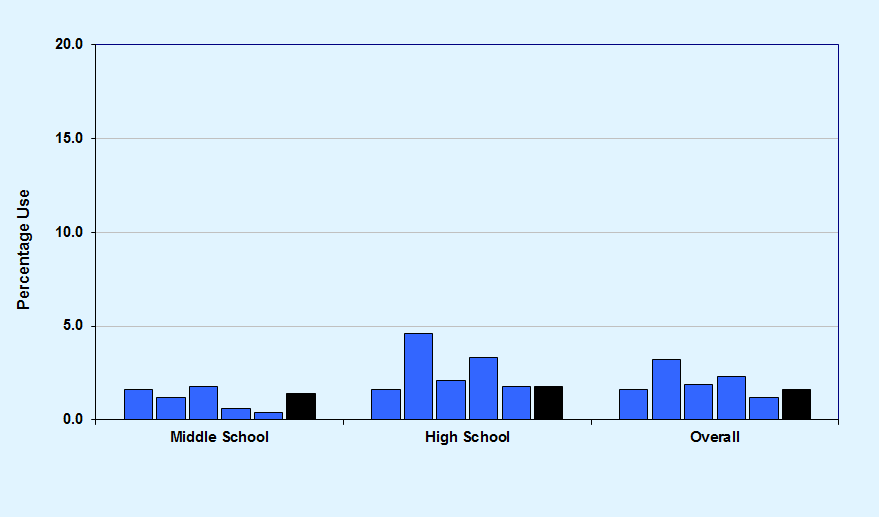 20.0
15.0
10.0
5.0
0.0
Percentage Use
Middle School
High School
Overall